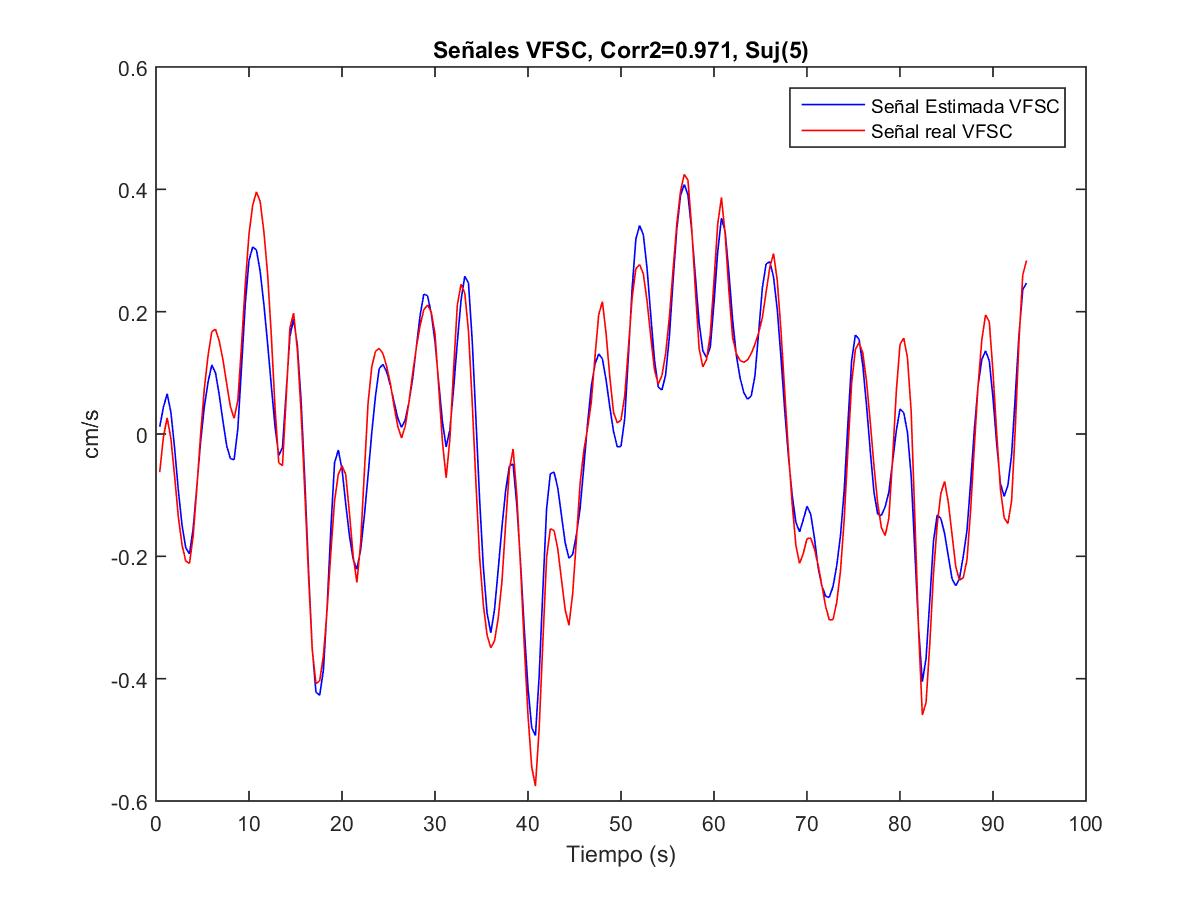 Señales VFSC, Corr2=0.971, Suj(5)
0.6
Señal Estimada VFSC
Señal real VFSC
0.4
0.2
0
-0.2
-0.4
-0.6
cm/s
0 10 20 30 40 50 60 70 80 90 100
Tiempo (s)